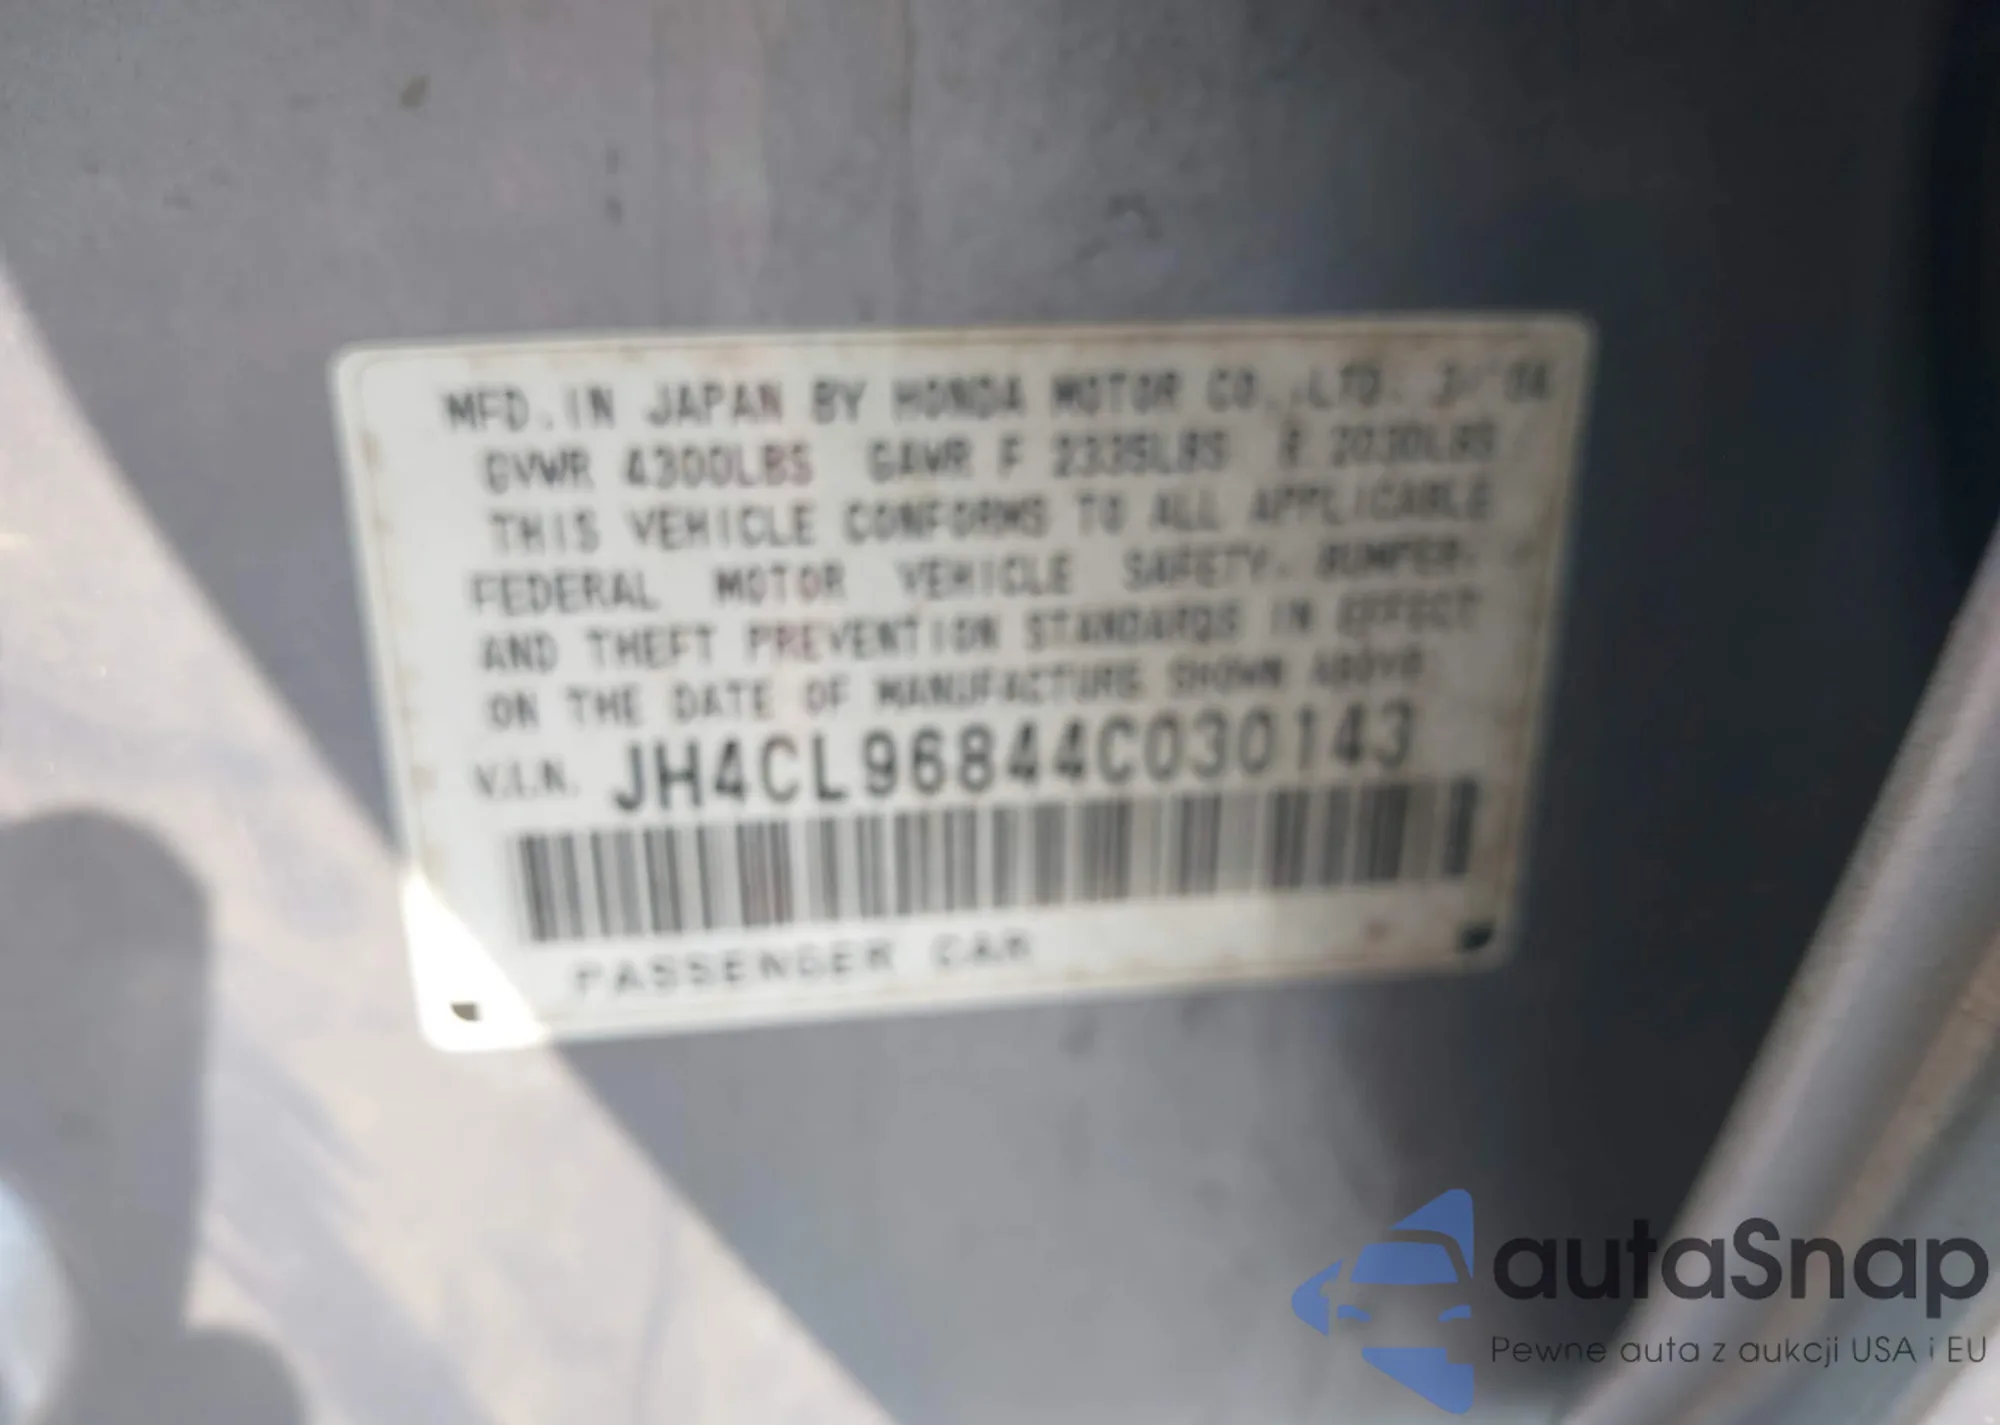 MFD. IN JAPAN BY HONDA MOTOR CO., LTD. 3/'04
GVWR 4300LBS GAWR F 2335LBS R 2030LBS
THIS VEHICLE CONFORMS TO ALL APPLICABLE
FEDERAL MOTOR VEHICLE SAFETY, BUMPER,
AND THEFT PREVENTION STANDARDS IN EFFECT
ON THE DATE OF MANUFACTURE SHOWN ABOVE
V.I.N. JH4CL96844C030143
PASSENGER CAR
autaSnap
Pewne auta z aukcji USA i EU